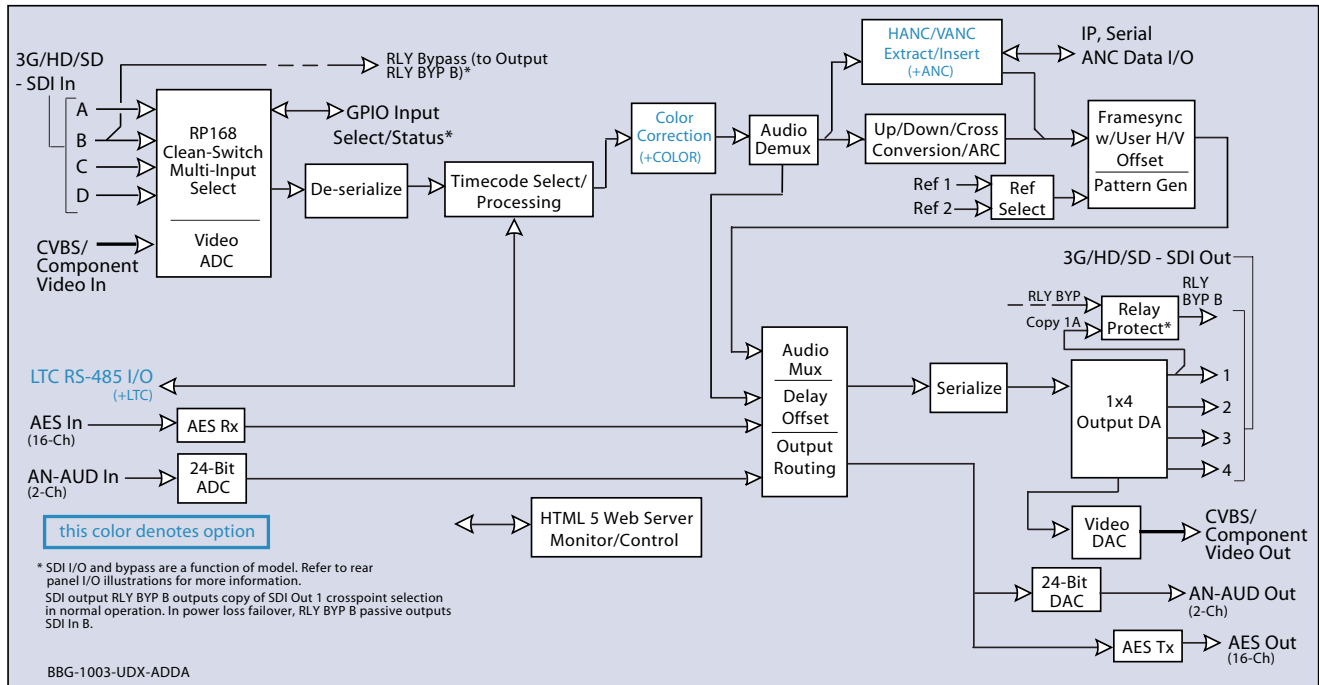 3G/HD/SD
- SDI In
A
B
C
D
CVBS/
Component
Video In
RP168
Clean-Switch
Multi-Input
Select
Video
ADC
RLY Bypass (to Output
RLY BYP B)*
GPIO Input
Select/Status*
De-serialize
Timecode Select/
Processing
Color
Correction
(+COLOR)
Audio
Demux
HANC/VANC
Extract/Insert
(+ANC)
IP, Serial
ANC Data I/O
Up/Down/Cross
Conversion/ARC
Ref 1
Ref 2
Ref
Select
Framesync
w/User H/V
Offset
Pattern Gen
3G/HD/SD - SDI Out
RLY BYP
Copy 1A
Relay
Protect*
RLY
BYP B
LTC RS-485 I/O
(+LTC)
AES In
(16-Ch)
AES Rx
AN-AUD In
(2-Ch)
24-Bit
ADC
Audio
Mux
Delay
Offset
Output
Routing
Serialize
1x4
Output DA
1
2
3
4
HTML 5 Web Server
Monitor/Control
Video
DAC
CVBS/
Component
Video Out
24-Bit
DAC
AN-AUD Out
(2-Ch)
AES Tx
AES Out
(16-Ch)
this color denotes option
* SDI I/O and bypass are a function of model. Refer to rear
panel I/O illustrations for more information.
SDI output RLY BYP B outputs copy of SDI Out 1 crosspoint selection
in normal operation. In power loss failover, RLY BYP B passive outputs
SDI In B.
BBG-1003-UDX-ADDA